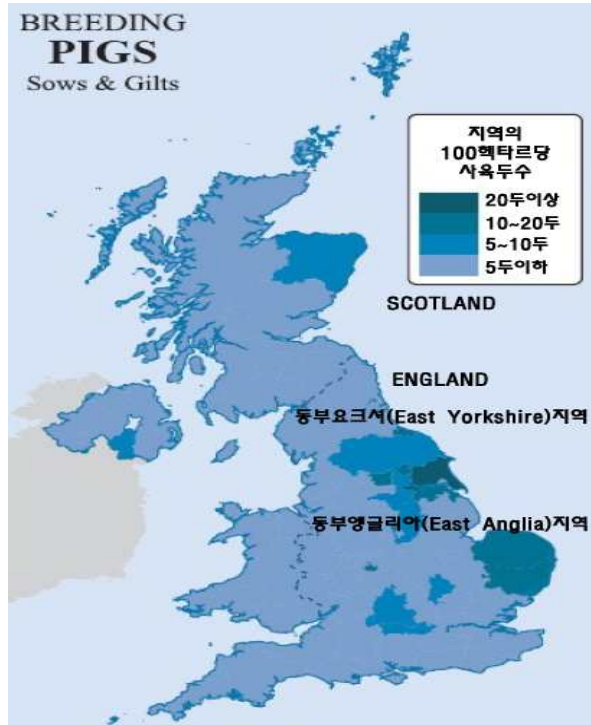 BREEDING
PIGS
Sows & Gilts
지역의
100헥타르당
사육두수
20두이상
10~20두
5~10두
5두이하
SCOTLAND
ENGLAND
동부요크셔(East Yorkshire)지역
동부앵글리아(East Anglia)지역